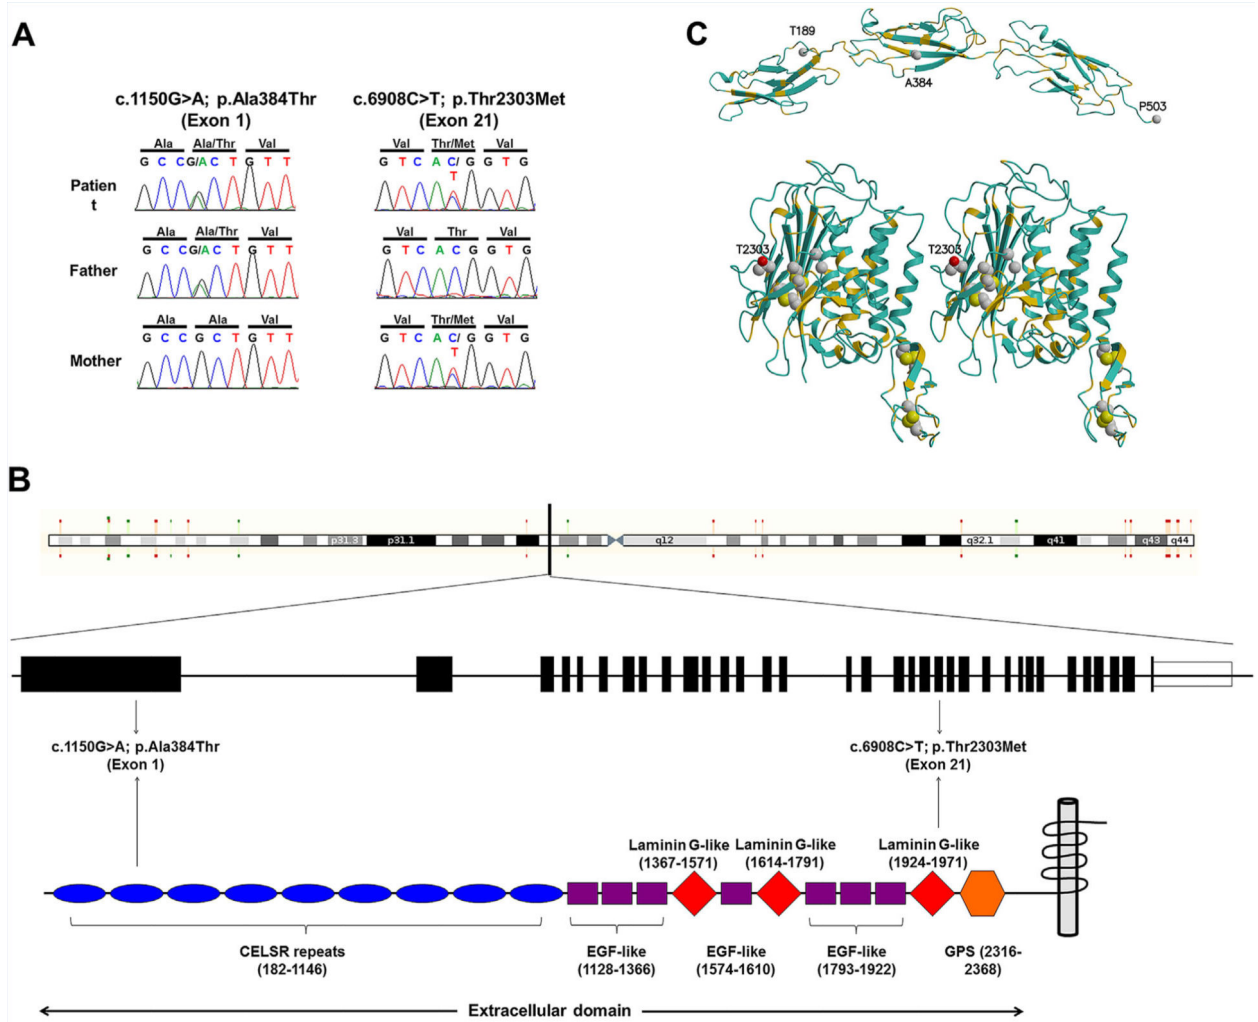 A
c.1150G>A; p.Ala384Thr
(Exon 1)
c.6908C>T; p.Thr2303Met
(Exon 21)
Ala Ala/Thr Val
G C C G/A C T G T T
Val Thr/Met Val
G T C A C/ G G T G
T
Patien
t
Ala Ala/Thr Val
G C C G/A C T G T T
Val Thr Val
G T C A C G G T G
Father
Ala Ala Val
G C C G C T G T T
Val Thr/Met Val
G T C A C/ G G T G
T
Mother
C
T189
A384
P503
T2303
T2303
B
p31.3 p31.1 q12 q32.1 q41 q43 q44
c.1150G>A; p.Ala384Thr
(Exon 1)
c.6908C>T; p.Thr2303Met
(Exon 21)
Laminin G-like
(1367-1571)
Laminin G-like
(1614-1791)
Laminin G-like
(1924-1971)
CELSR repeats
(182-1146)
EGF-like
(1128-1366)
EGF-like
(1574-1610)
EGF-like
(1793-1922)
GPS (2316-
2368)
Extracellular domain